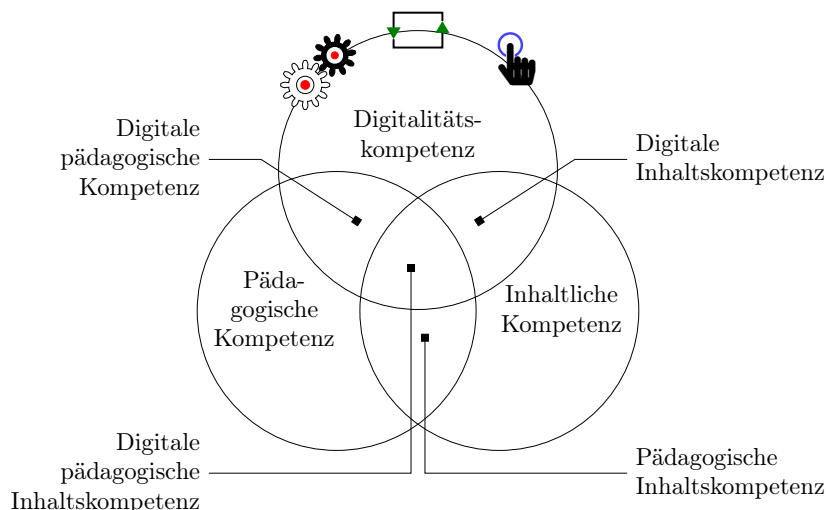 Digitalitäts-
kompetenz
Digitale
pädagogische
Kompetenz
Digitale
Inhaltskompetenz
Päda-
gogische
Kompetenz
Inhaltliche
Kompetenz
Digitale
pädagogische
Inhaltskompetenz
Pädagogische
Inhaltskompetenz